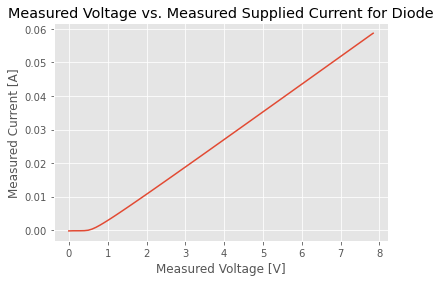 Measured Voltage vs. Measured Supplied Current for Diode
0.06
0.05
0.04
0.03
0.02
0.01
0.00
Measured Current [A]
0 1 2 3 4 5 6 7 8
Measured Voltage [V]